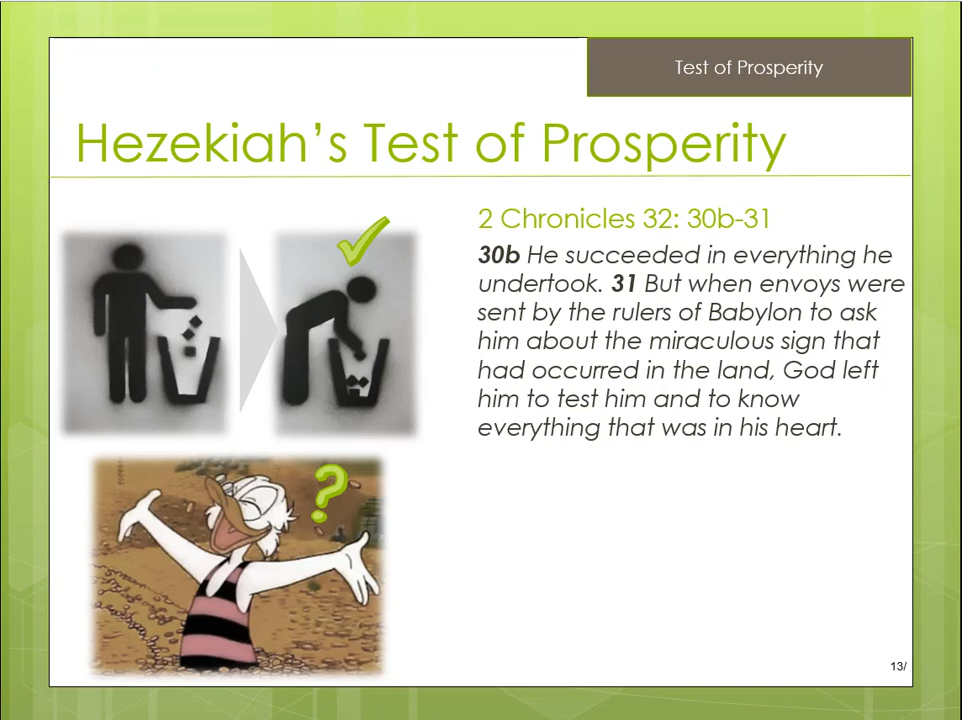 Test of Prosperity
Hezekiah's Test of Prosperity
2 Chronicles 32: 30b-31
30b He succeeded in everything he
undertook. 31 But when envoys were
sent by the rulers of Babylon to ask
him about the miraculous sign that
had occurred in the land, God left
him to test him and to know
everything that was in his heart.
?
13/